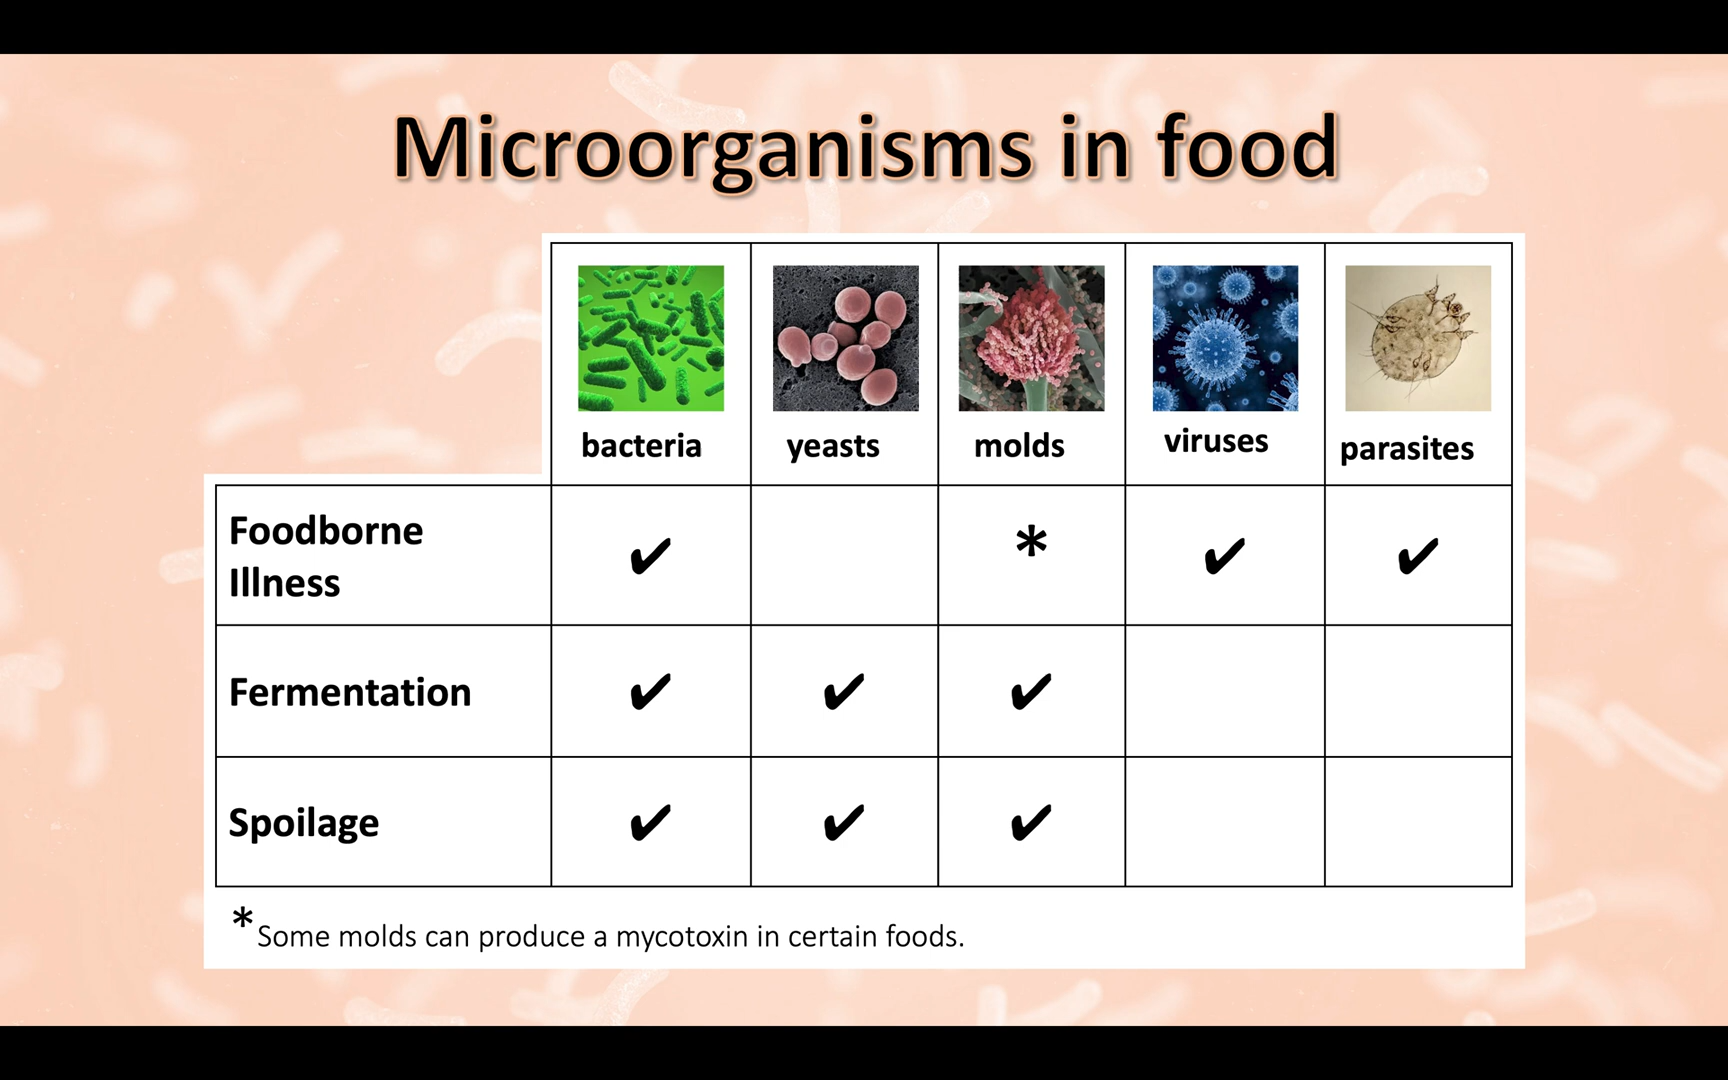 Microorganisms in food
bacteria yeasts molds viruses parasites
Foodborne
Illness ✔ * ✔ ✔
Fermentation ✔ ✔ ✔
Spoilage ✔ ✔ ✔
*Some molds can produce a mycotoxin in certain foods.